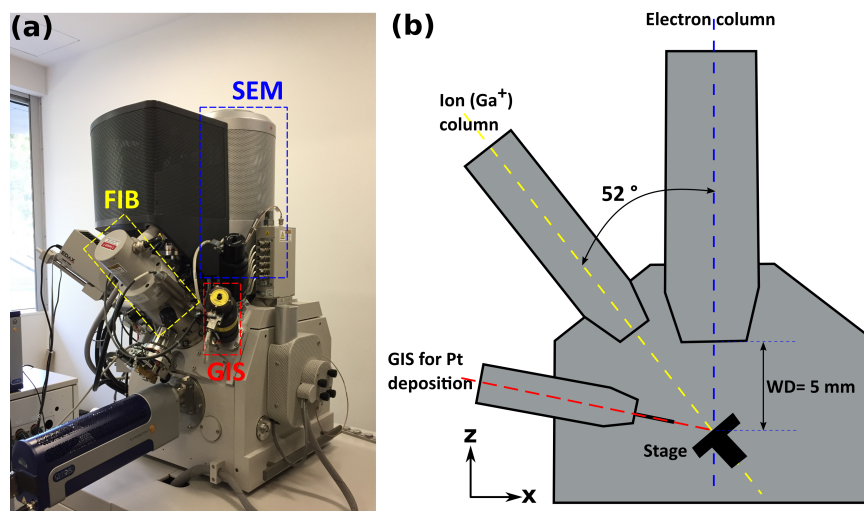 (a)
SEM
FIB
GIS
(b)
Electron column
Ion (Ga+)
column
52 °
GIS for Pt
deposition
WD= 5 mm
Stage
z
x